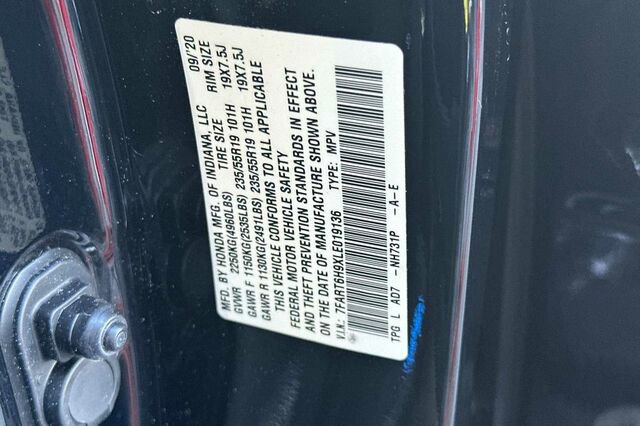 MFD. BY HONDA MFG. OF INDIANA, LLC 09/'20
GVWR 2250KG(4960LBS) TIRE SIZE RIM SIZE
GAWR F 1150KG(2535LBS) 235/55R19 101H 19X7.5J
GAWR R 1130KG(2491LBS) 235/55R19 101H 19X7.5J
THIS VEHICLE CONFORMS TO ALL APPLICABLE
FEDERAL MOTOR VEHICLE SAFETY
AND THEFT PREVENTION STANDARDS IN EFFECT
ON THE DATE OF MANUFACTURE SHOWN ABOVE.
V.I.N.: 7FART6H9XLE019136 TYPE: MPV
TPG L AD7 -NH731P -A-E